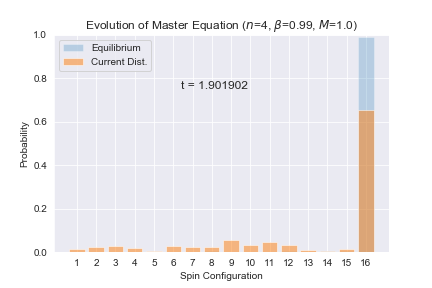 Evolution of Master Equation (n=4, β=0.99, M=1.0)
1.0
0.8
0.6
0.4
0.2
0.0
Probability
Equilibrium
Current Dist.
t = 1.901902
1 2 3 4 5 6 7 8 9 10 11 12 13 14 15 16
Spin Configuration